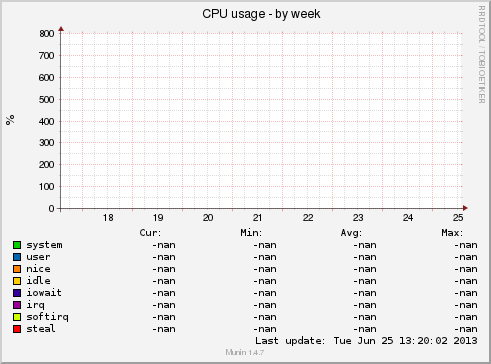 CPU usage - by week
RRDTOOL / TOBI OETIKER
800
700
600
500
400
300
200
100
0
%
18 19 20 21 22 23 24 25
Cur: Min: Avg: Max:
system -nan -nan -nan -nan
user -nan -nan -nan -nan
nice -nan -nan -nan -nan
idle -nan -nan -nan -nan
iowait -nan -nan -nan -nan
irq -nan -nan -nan -nan
softirq -nan -nan -nan -nan
steal -nan -nan -nan -nan
Last update: Tue Jun 25 13:20:02 2013
Munin 1.4.7